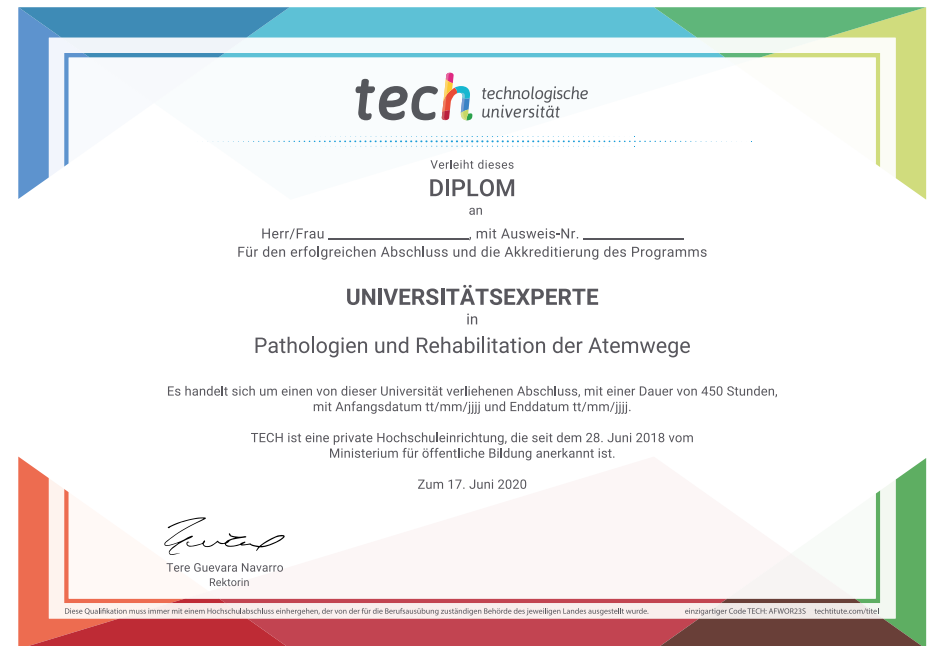 tech technologische
universität
Verleiht dieses
DIPLOM
an
Herr/Frau ____________, mit Ausweis-Nr. ____________
Für den erfolgreichen Abschluss und die Akkreditierung des Programms
UNIVERSITÄTSEXPERTE
in
Pathologien und Rehabilitation der Atemwege
Es handelt sich um einen von dieser Universität verliehenen Abschluss, mit einer Dauer von 450 Stunden,
mit Anfangsdatum tt/mm/jjjj und Enddatum tt/mm/jjjj.
TECH ist eine private Hochschuleinrichtung, die seit dem 28. Juni 2018 vom
Ministerium für öffentliche Bildung anerkannt ist.
Zum 17. Juni 2020
Tere Guevara Navarro
Rektorin
Diese Qualifikation muss immer mit einem Hochschulabschluss einhergehen, der von der für die Berufsausübung zuständigen Behörde des jeweiligen Landes ausgestellt wurde. einzigartiger Code TECH: AFWOR23S techtitute.com/titel